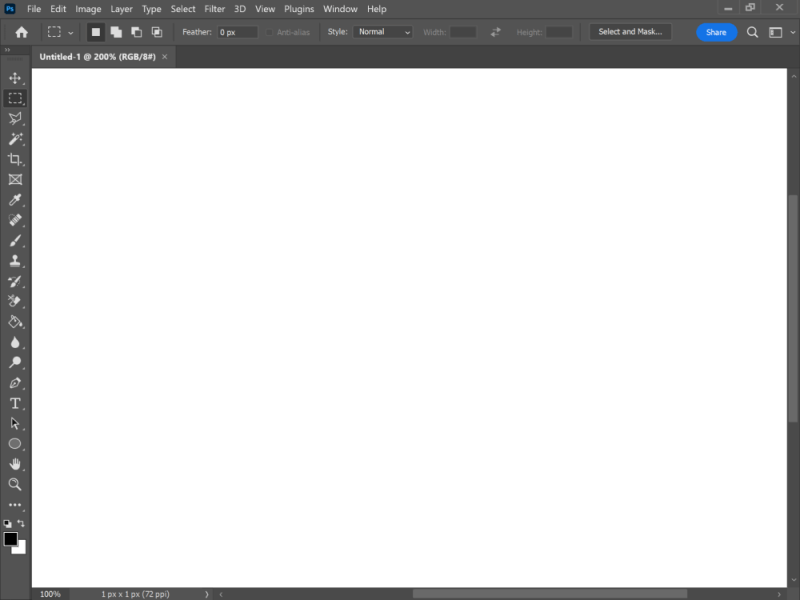 Ps File Edit Image Layer Type Select Filter 3D View Plugins Window Help
Feather: 0 px Anti-alias Style: Normal Width: Height: Select and Mask... Share
Untitled-1 @ 200% (RGB/8#) ×
T
100% 1 px x 1 px (72 ppi)